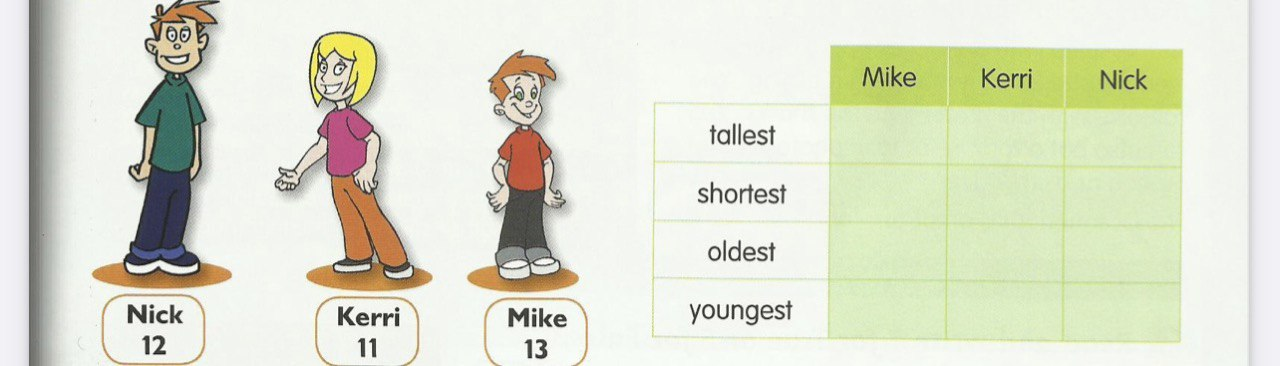 Mike Kerri Nick
tallest
shortest
oldest
youngest
Nick
12
Kerri
11
Mike
13